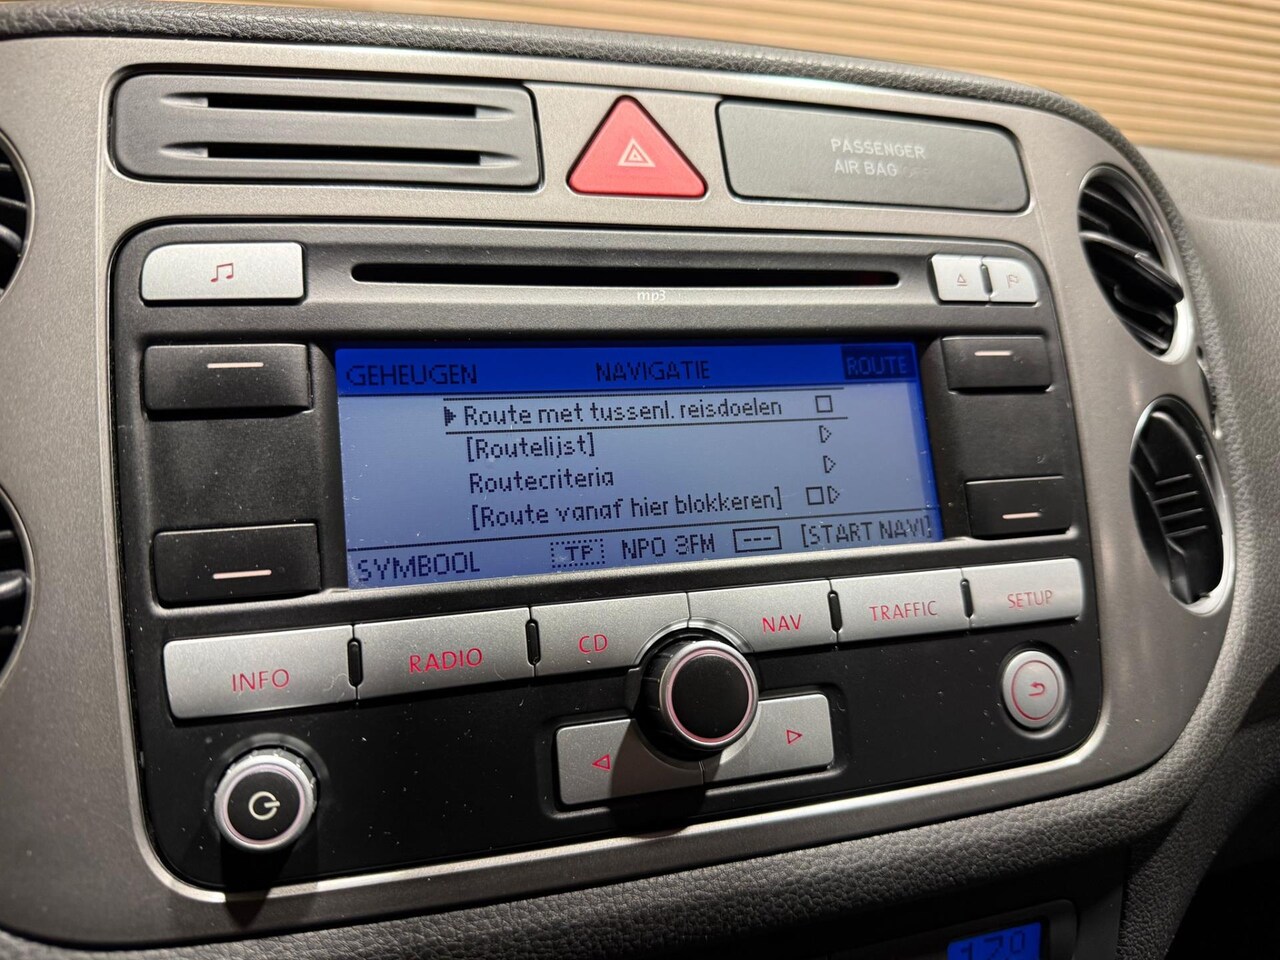 PASSENGER
AIR BAG
mp3
GEHEUGEN NAVIGATIE ROUTE
Route met tussenl. reisdoelen
[Routelijst]
Routecriteria
[Route vanaf hier blokkeren]
SYMBOOL TP NPO 3FM --- [START NAVI]
INFO RADIO CD NAV TRAFFIC SETUP